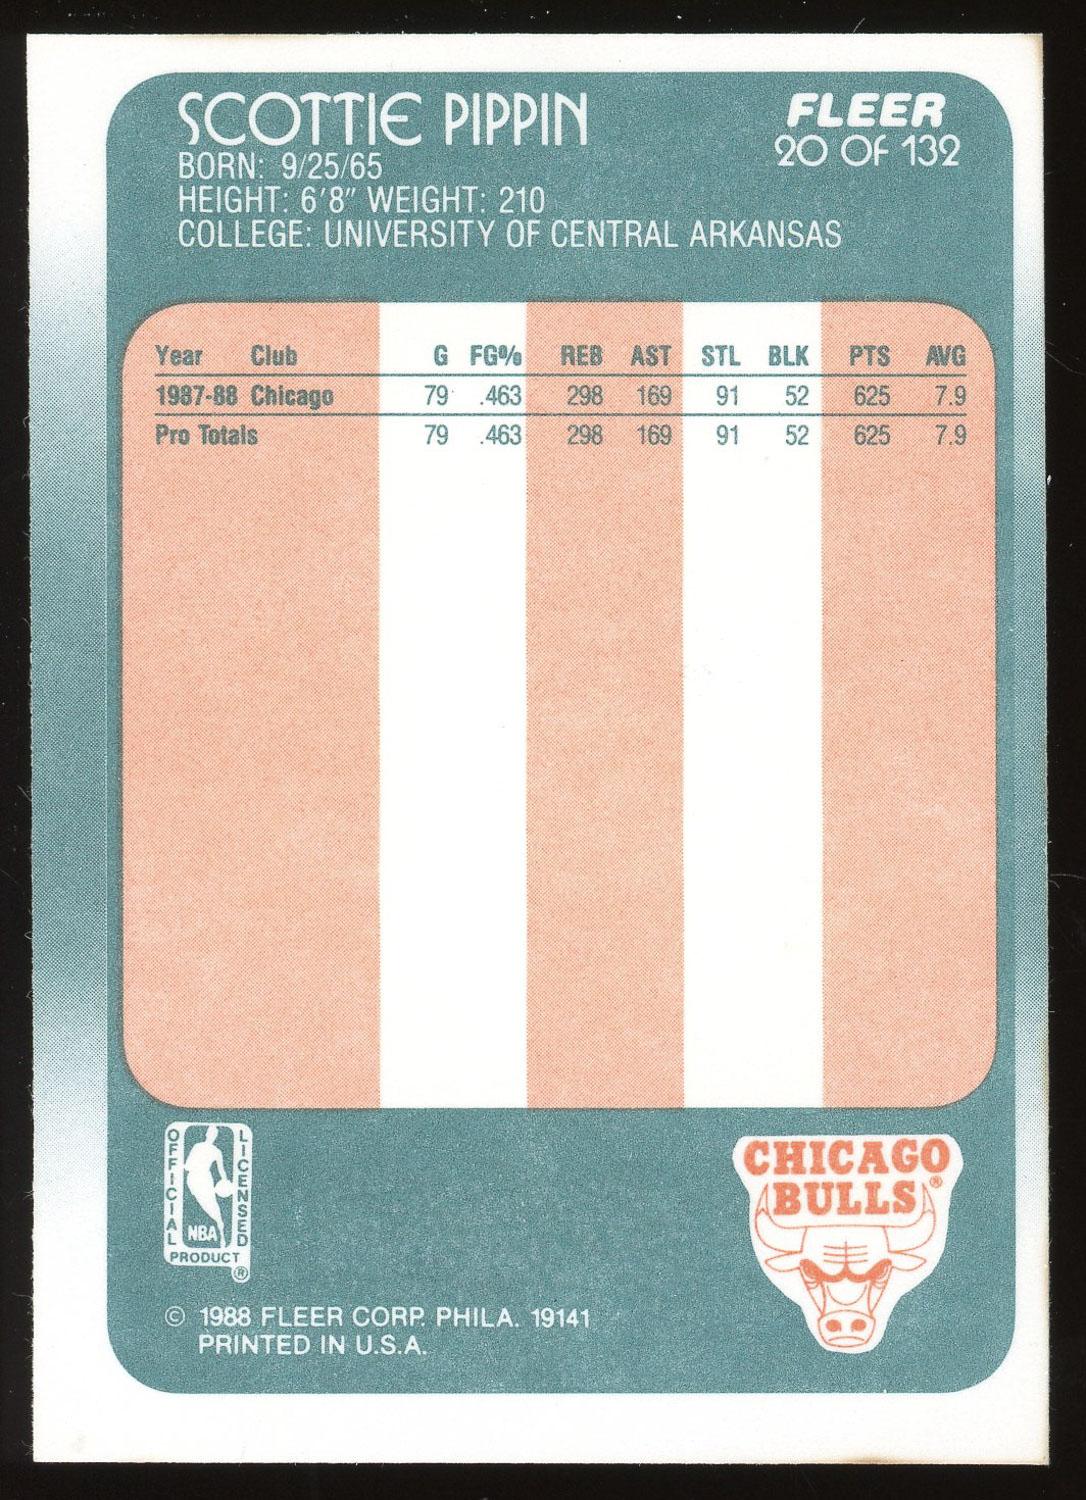 SCOTTIE PIPPIN
FLEER
20 OF 132
BORN: 9/25/65
HEIGHT: 6'8" WEIGHT: 210
COLLEGE: UNIVERSITY OF CENTRAL ARKANSAS
Year Club G FG% REB AST STL BLK PTS AVG
1987-88 Chicago 79 .463 298 169 91 52 625 7.9
Pro Totals 79 .463 298 169 91 52 625 7.9
OFFICIAL LICENSED
NBA
PRODUCT
®
CHICAGO
BULLS®
© 1988 FLEER CORP. PHILA. 19141
PRINTED IN U.S.A.